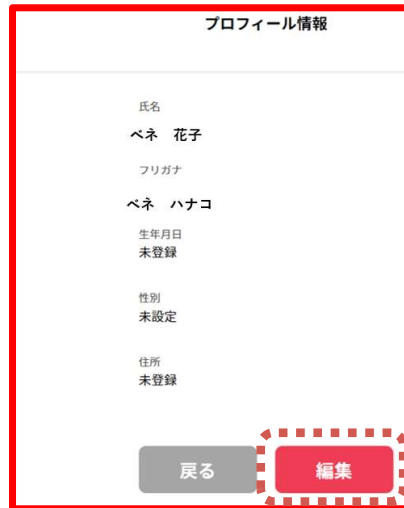 プロフィール情報
氏名
ベネ　花子
フリガナ
ベネ　ハナコ
生年月日
未登録
性別
未設定
住所
未登録
戻る
編集